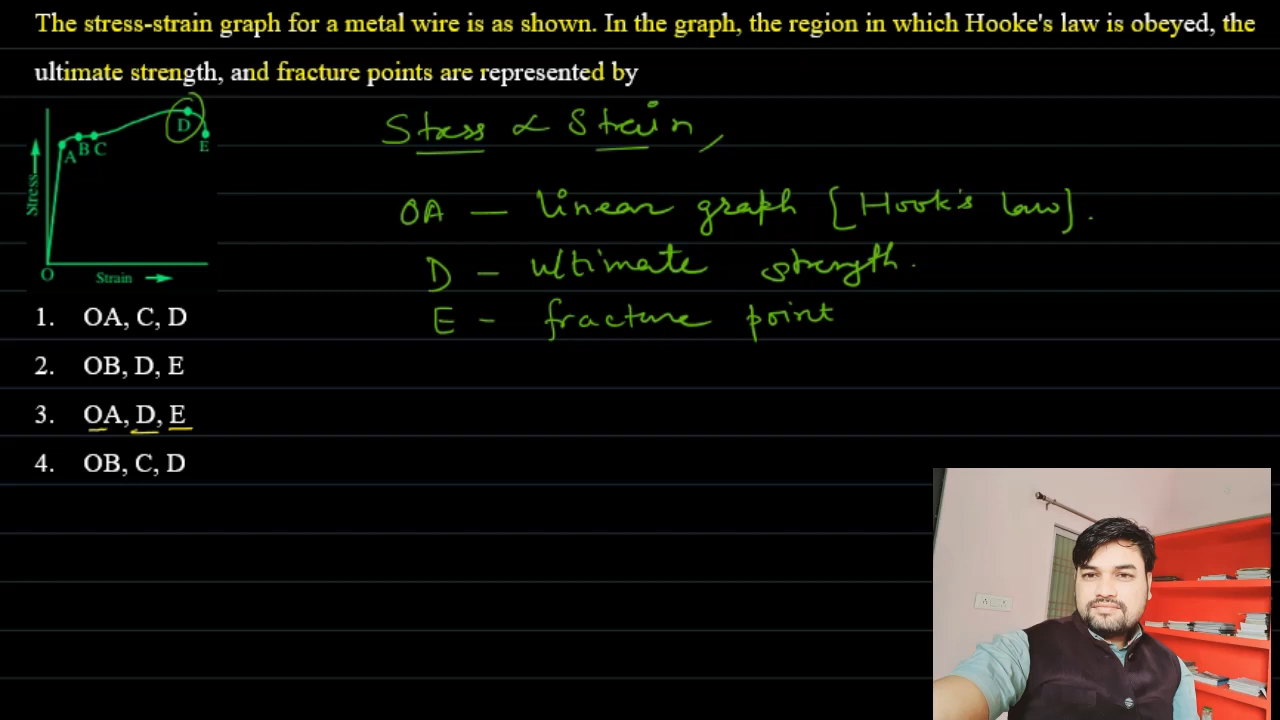 The stress-strain graph for a metal wire is as shown. In the graph, the region in which Hooke's law is obeyed, the
ultimate strength, and fracture points are represented by
Stress ∝ Strain,
D
A B C
E
Stress
OA — linear graph [Hook's law].
D - ultimate strength.
O
Strain
E - fracture point
1. OA, C, D
2. OB, D, E
3. OA, D, E
4. OB, C, D